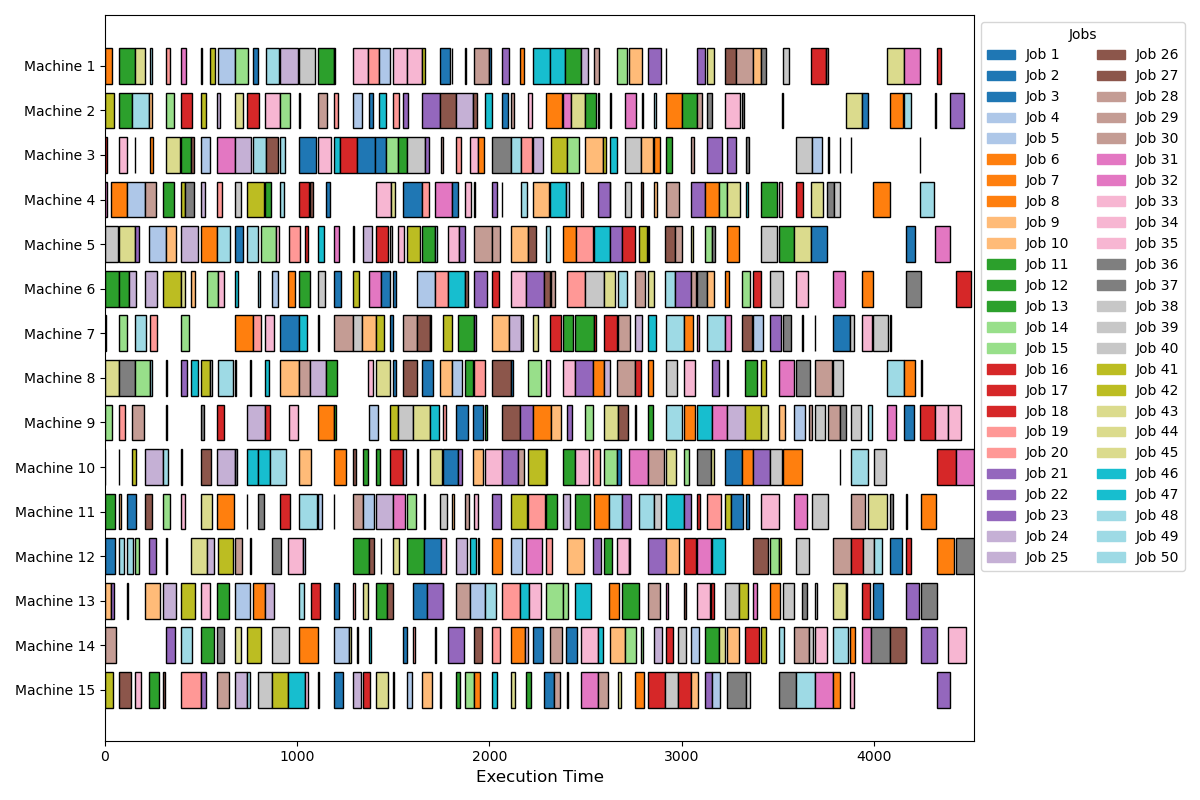 Machine 1
Machine 2
Machine 3
Machine 4
Machine 5
Machine 6
Machine 7
Machine 8
Machine 9
Machine 10
Machine 11
Machine 12
Machine 13
Machine 14
Machine 15
0 1000 2000 3000 4000
Execution Time
Jobs
Job 1 Job 26
Job 2 Job 27
Job 3 Job 28
Job 4 Job 29
Job 5 Job 30
Job 6 Job 31
Job 7 Job 32
Job 8 Job 33
Job 9 Job 34
Job 10 Job 35
Job 11 Job 36
Job 12 Job 37
Job 13 Job 38
Job 14 Job 39
Job 15 Job 40
Job 16 Job 41
Job 17 Job 42
Job 18 Job 43
Job 19 Job 44
Job 20 Job 45
Job 21 Job 46
Job 22 Job 47
Job 23 Job 48
Job 24 Job 49
Job 25 Job 50